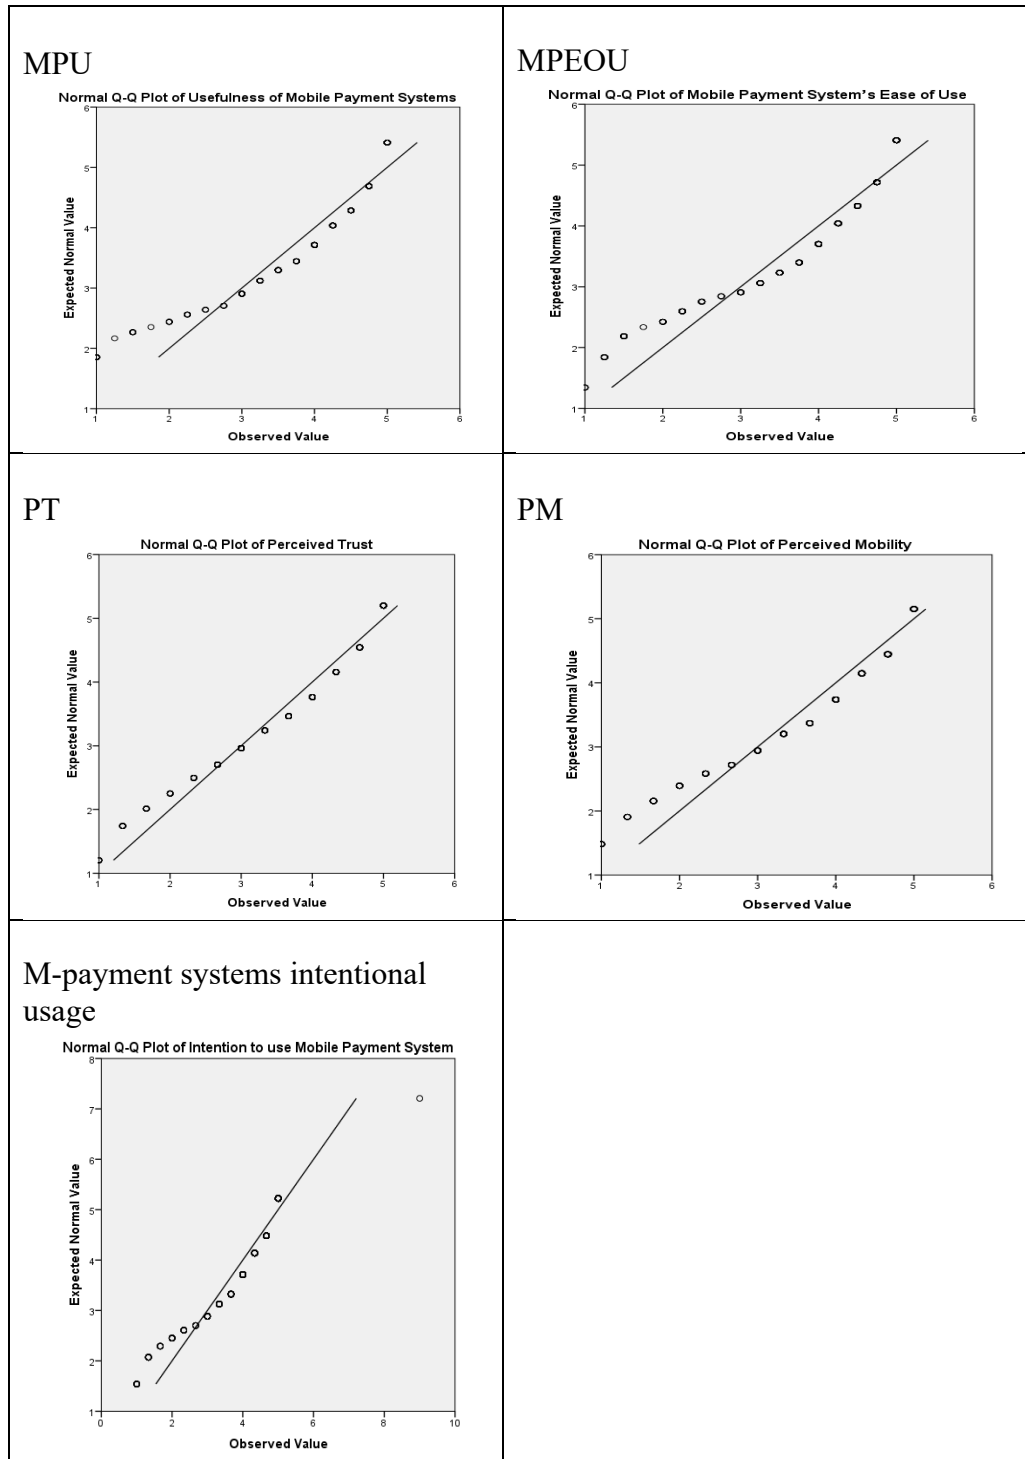 MPU
Normal Q-Q Plot of Usefulness of Mobile Payment Systems
6
5
4
3
2
1
Expected Normal Value
1 2 3 4 5 6
Observed Value
MPEOU
Normal Q-Q Plot of Mobile Payment System's Ease of Use
6
5
4
3
2
1
Expected Normal Value
1 2 3 4 5 6
Observed Value
PT
Normal Q-Q Plot of Perceived Trust
6
5
4
3
2
1
Expected Normal Value
1 2 3 4 5 6
Observed Value
PM
Normal Q-Q Plot of Perceived Mobility
6
5
4
3
2
1
Expected Normal Value
1 2 3 4 5 6
Observed Value
M-payment systems intentional
usage
Normal Q-Q Plot of Intention to use Mobile Payment System
8
7
6
5
4
3
2
1
Expected Normal Value
0 2 4 6 8 10
Observed Value